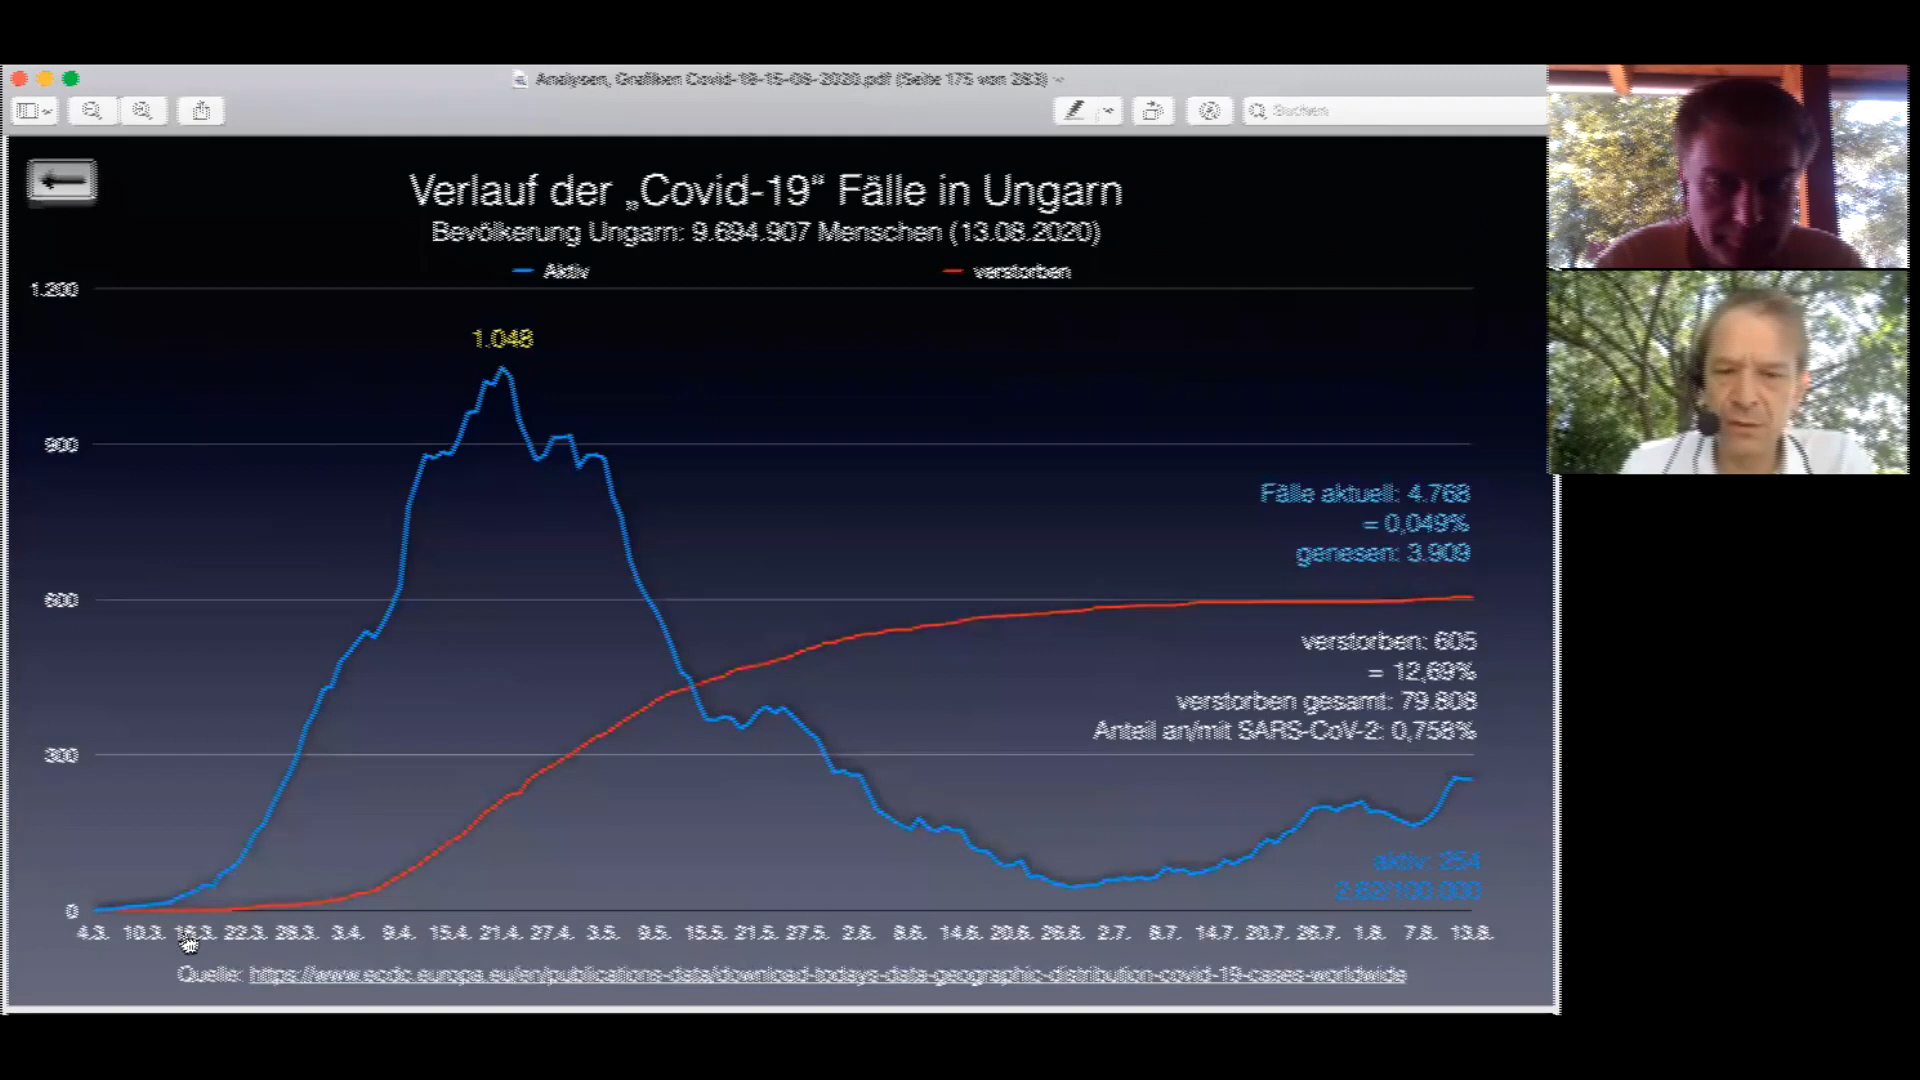 Analysen, Grafiken Covid-19-15-08-2020.pdf (Seite 175 von 283)
Suchen
Verlauf der „Covid-19“ Fälle in Ungarn
Bevölkerung Ungarn: 9.694.907 Menschen (13.08.2020)
Aktiv
verstorben
1.200
1.048
900
Fälle aktuell: 4.768
= 0,049%
genesen: 3.909
600
verstorben: 605
= 12,69%
verstorben gesamt: 79.808
Anteil an/mit SARS-CoV-2: 0,758%
300
aktiv: 254
2.62/100.000
0
4.3. 10.3. 16.3. 22.3. 28.3. 3.4. 9.4. 15.4. 21.4. 27.4. 3.5. 9.5. 15.5. 21.5. 27.5. 2.6. 8.6. 14.6. 20.6. 26.6. 2.7. 8.7. 14.7. 20.7. 26.7. 1.8. 7.8. 13.8.
Quelle: https://www.ecdc.europa.eu/en/publications-data/download-todays-data-geographic-distribution-covid-19-cases-worldwide